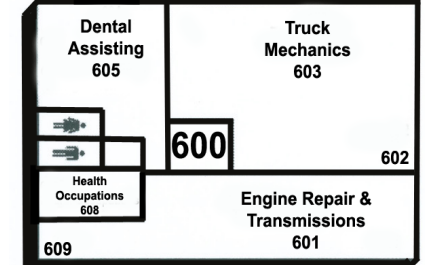 Dental
Assisting
605
Truck
Mechanics
603
600
602
Health
Occupations
608
Engine Repair &
Transmissions
601
609